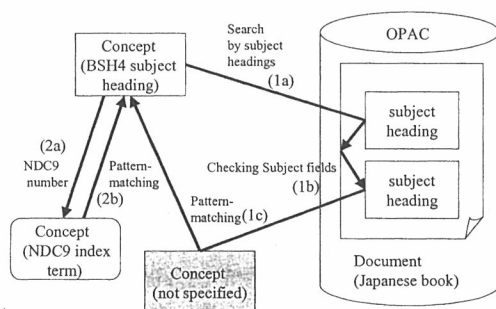 Concept
(BSH4 subject
heading)
Search
by subject
headings
(1a)
OPAC
subject
heading
(2a)
NDC9
number
Pattern-
matching
(2b)
Checking Subject fields
(1b)
subject
heading
Pattern-
matching(1c)
Concept
(NDC9 index
term)
Concept
(not specified)
Document
(Japanese book)